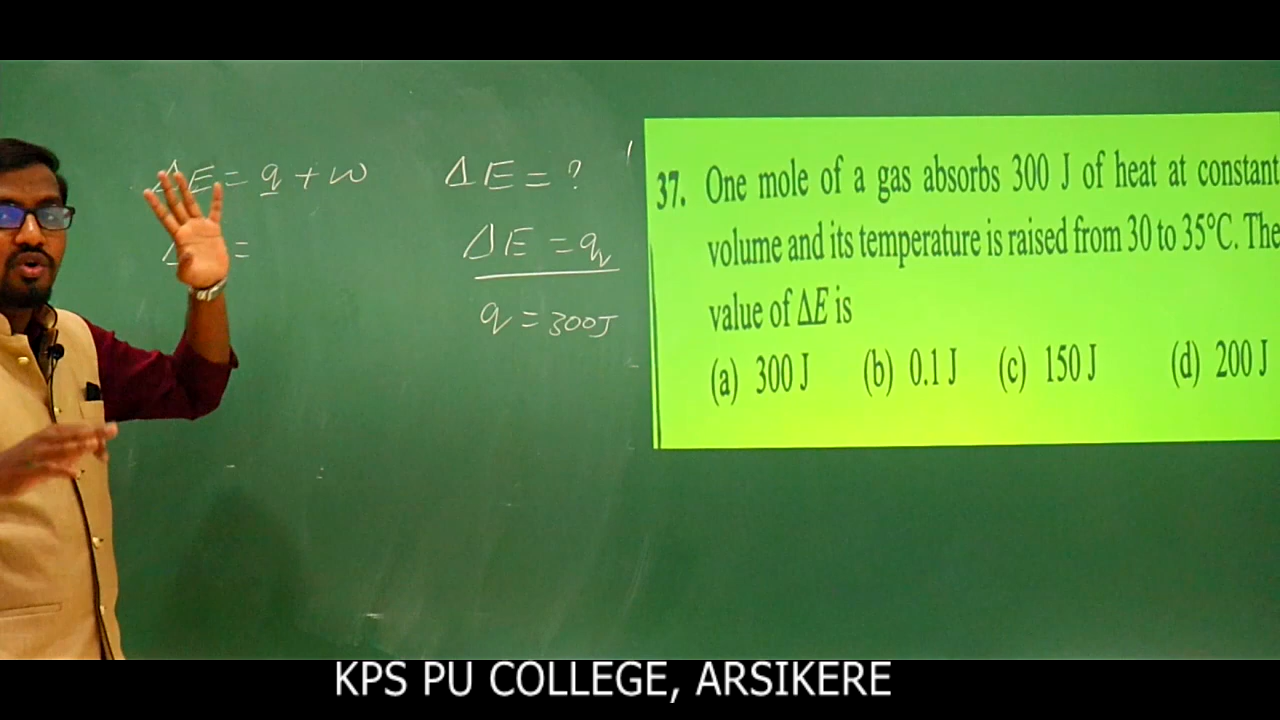 ΔE = q + w
=
ΔE = ?
ΔE = qv
q = 300J
37. One mole of a gas absorbs 300 J of heat at constant
volume and its temperature is raised from 30 to 35°C. The
value of ΔE is
(a) 300 J (b) 0.1 J (c) 150 J (d) 200 J
KPS PU COLLEGE, ARSIKERE